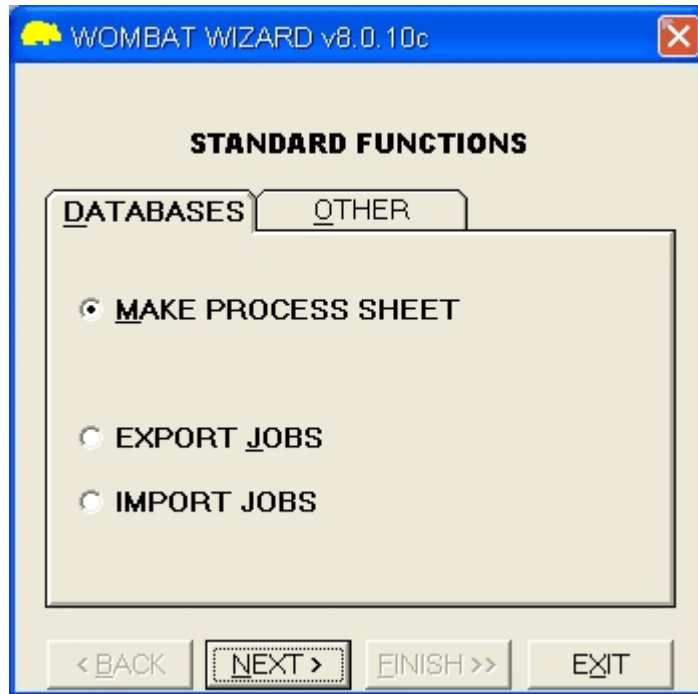 WOMBAT WIZARD v8.0.10c
STANDARD FUNCTIONS
DATABASES OTHER
MAKE PROCESS SHEET
EXPORT JOBS
IMPORT JOBS
< BACK NEXT > FINISH >> EXIT